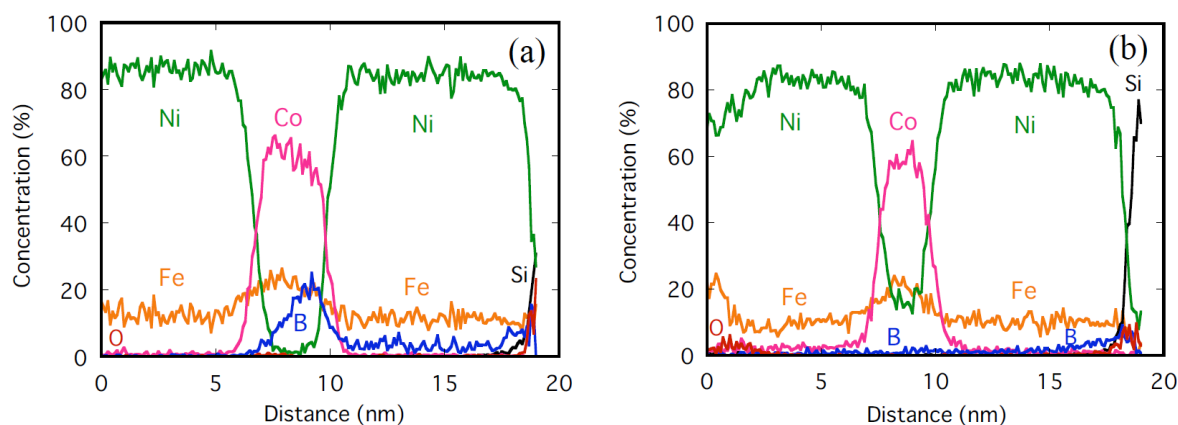 (a)
100
80
60
40
20
0
Concentration (%)
Ni
Co
Ni
Fe
Fe
Si
O
B
0
5
10
15
20
Distance (nm)
(b)
100
80
60
40
20
0
Concentration (%)
Si
Ni
Co
Ni
Fe
Fe
O
B
B
0
5
10
15
20
Distance (nm)